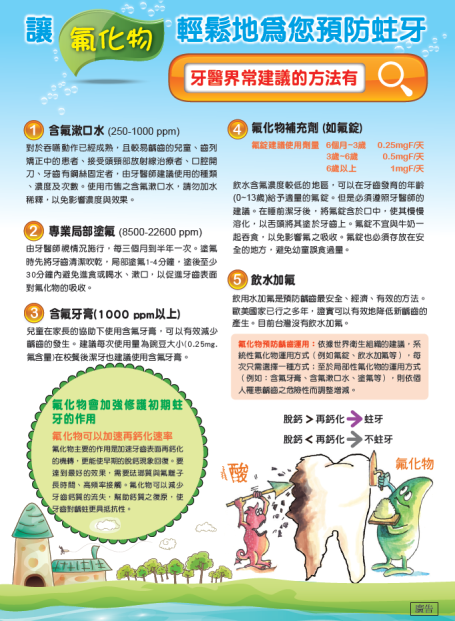 讓 氟化物 輕鬆地為您預防蛀牙
牙醫界常建議的方法有
1 含氟漱口水 (250-1000 ppm)
對於吞嚥動作已經成熟，且較易齲齒的兒童、齒列
矯正中的患者、接受頭頸部放射線治療者、口腔開
刀、牙齒有鋼絲固定者，由牙醫師建議使用的種類
、濃度及次數。使用市售之含氟漱口水，請勿加水
稀釋，以免影響濃度與效果。
2 專業局部塗氟 (8500-22600 ppm)
由牙醫師視情況施行，每三個月到半年一次。塗氟
時先將牙齒清潔吹乾，局部塗氟1-4分鐘，塗後至少
30分鐘內避免進食或喝水、漱口，以促進牙齒表面
對氟化物的吸收。
3 含氟牙膏(1000 ppm以上)
兒童在家長的協助下使用含氟牙膏，可以有效減少
齲齒的發生。建議每次使用量為豌豆大小(0.25mg.
氟含量)在校餐後潔牙也建議使用含氟牙膏。
氟化物會加強修護初期蛀
牙的作用
氟化物可以加速再鈣化速率
氟化物主要的作用是加速牙齒表面再鈣化
的機轉，更能使早期的脫鈣現象回復。要
達到最好的效果，需要琺瑯質與氟離子
長時間、高頻率接觸。氟化物可以減少
牙齒鈣質的流失，幫助鈣質之復原，使
牙齒對齲蛀更具抵抗性。
4 氟化物補充劑 (如氟錠)
氟錠建議使用劑量 6個月~3歲 0.25mgF/天
3歲~6歲 0.5mgF/天
6歲以上 1mgF/天
飲水含氟濃度較低的地區，可以在牙齒發育的年齡
(0~13歲)給予適量的氟錠。但是必須遵照牙醫師的
建議。在睡前潔牙後，將氟錠含於口中，使其慢慢
溶化，以舌頭將其塗於牙齒上。氟錠不宜與牛奶一
起吞食，以免影響氟之吸收。氟錠也必須存放在安
全的地方，避免幼童誤食過量。
5 飲水加氟
飲用水加氟是預防齲齒最安全、經濟、有效的方法。
歐美國家已行之多年，證實可以有效地降低新齲齒的
產生。目前台灣沒有飲水加氟。
氟化物預防齲齒運用：依據世界衛生組織的建議，系
統性氟化物運用方式（例如氟錠、飲水加氟等），每
次只需選擇一種方式；至於局部性氟化物的運用方式
（例如：含氟牙膏、含氟漱口水、塗氟等），則依個
人罹患齲齒之危險性而調整增減。
脫鈣 > 再鈣化 → 蛀牙
脫鈣 < 再鈣化 → 不蛀牙
酸
氟化物
廣告